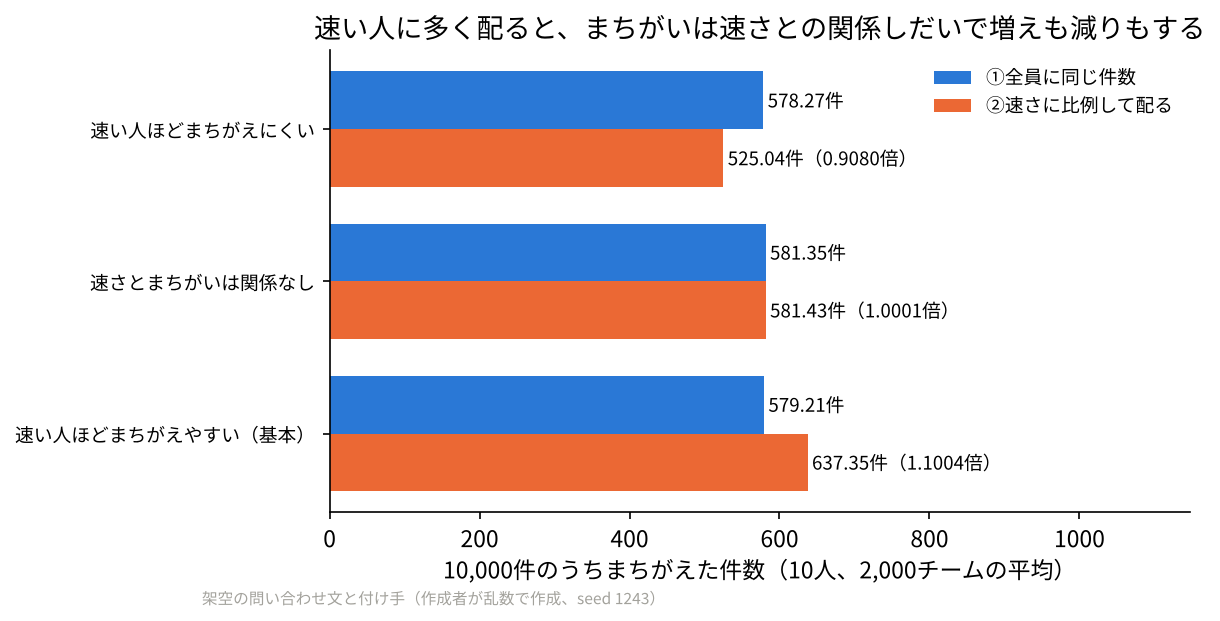 速い人に多く配ると、まちがいは速さとの関係しだいで増えも減りもする
①全員に同じ件数
②速さに比例して配る
速い人ほどまちがえにくい
578.27件
525.04件（0.9080倍）
速さとまちがいは関係なし
581.35件
581.43件（1.0001倍）
速い人ほどまちがえやすい（基本）
579.21件
637.35件（1.1004倍）
0 200 400 600 800 1000
10,000件のうちまちがえた件数（10人、2,000チームの平均）
架空の問い合わせ文と付け手（作成者が乱数で作成、seed 1243）